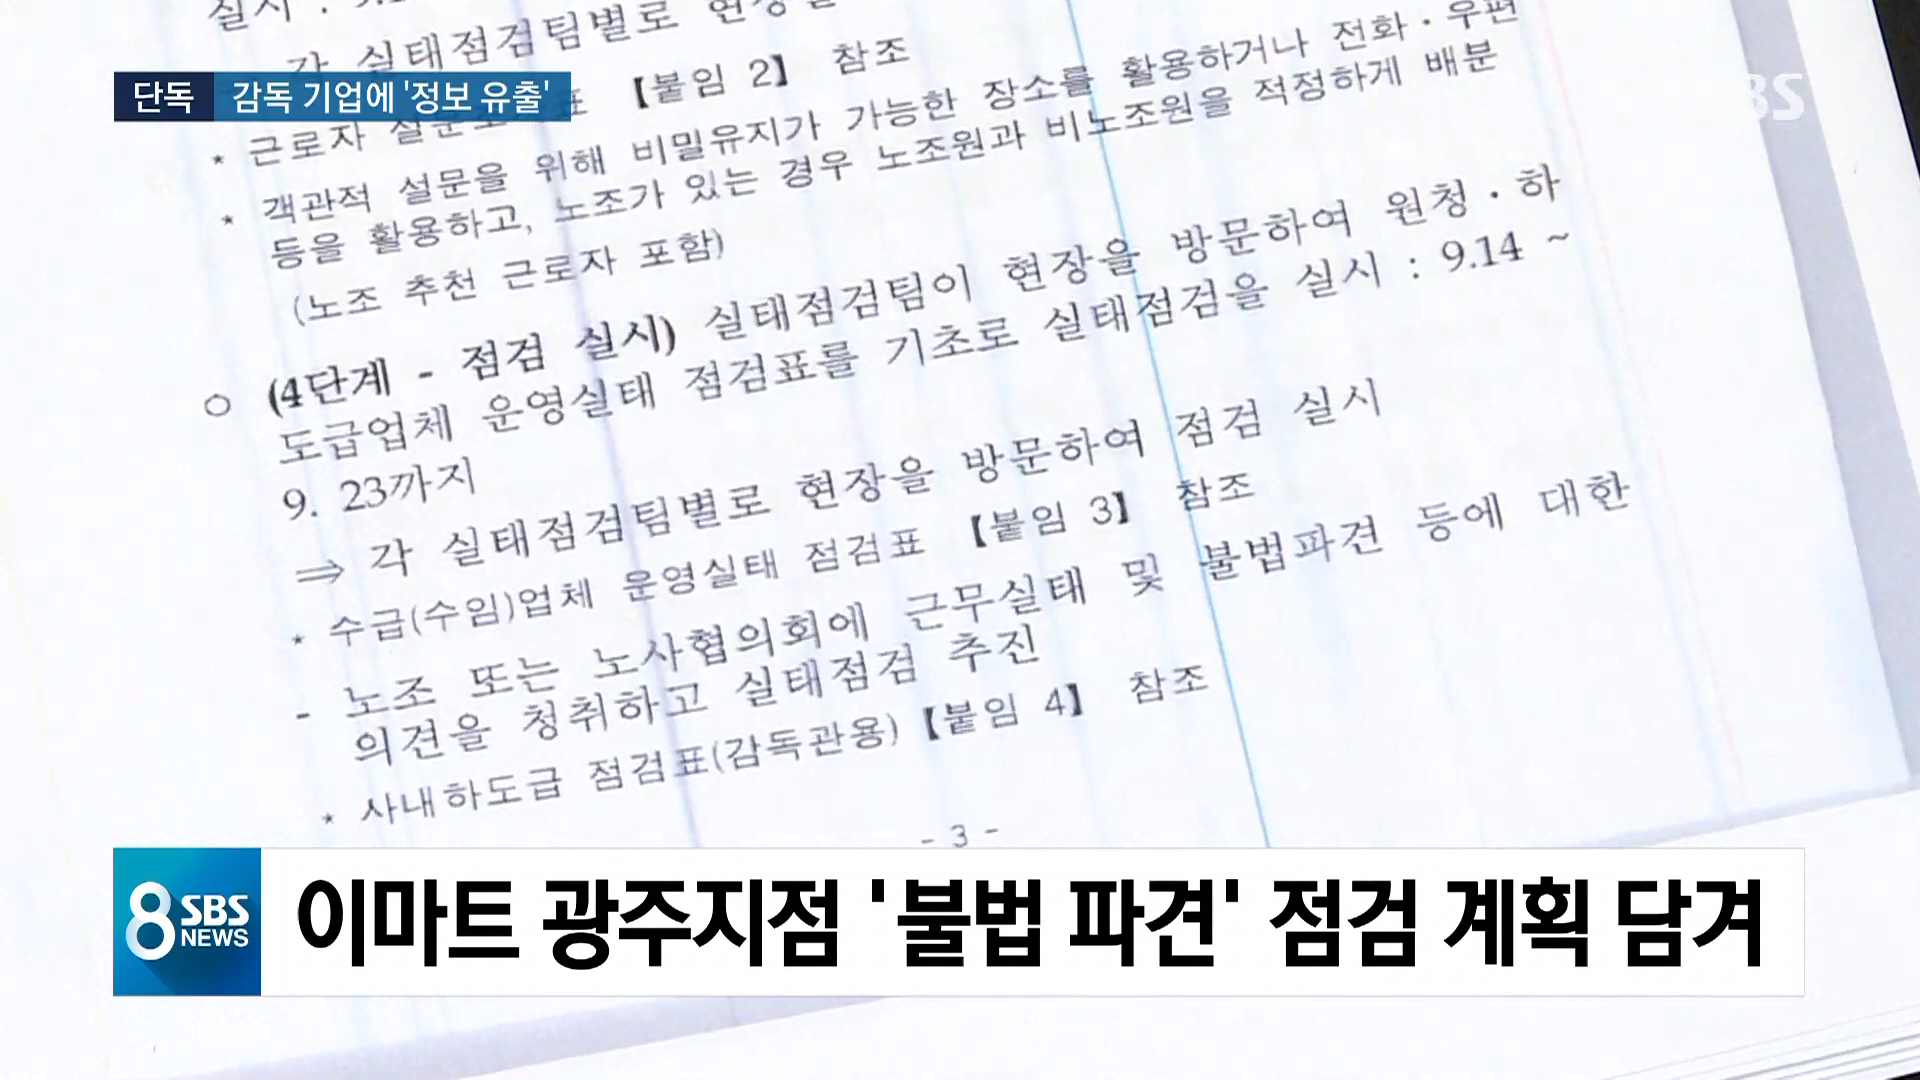 실시 :
각 실태점검팀별로 현장을
단독 감독 기업에 '정보 유출'
SBS
【붙임 2】 참조
* 근로자
* 객관적 설문을 위해 비밀유지가 가능한 장소를 활용하거나 전화·우편
등을 활용하고, 노조가 있는 경우 노조원과 비노조원을 적정하게 배분
(노조 추천 근로자 포함)
○ (4단계 - 점검 실시) 실태점검팀이 현장을 방문하여 원청·하
도급업체 운영실태 점검표를 기초로 실태점검을 실시 : 9.14 ~
9. 23까지
⇒ 각 실태점검팀별로 현장을 방문하여 점검 실시
* 수급(수임)업체 운영실태 점검표 【붙임 3】 참조
- 노조 또는 노사협의회에 근무실태 및 불법파견 등에 대한
의견을 청취하고 실태점검 추진
* 사내하도급 점검표(감독관용)【붙임 4】 참조
- 3 -
8 SBS NEWS
이마트 광주지점 '불법 파견' 점검 계획 담겨